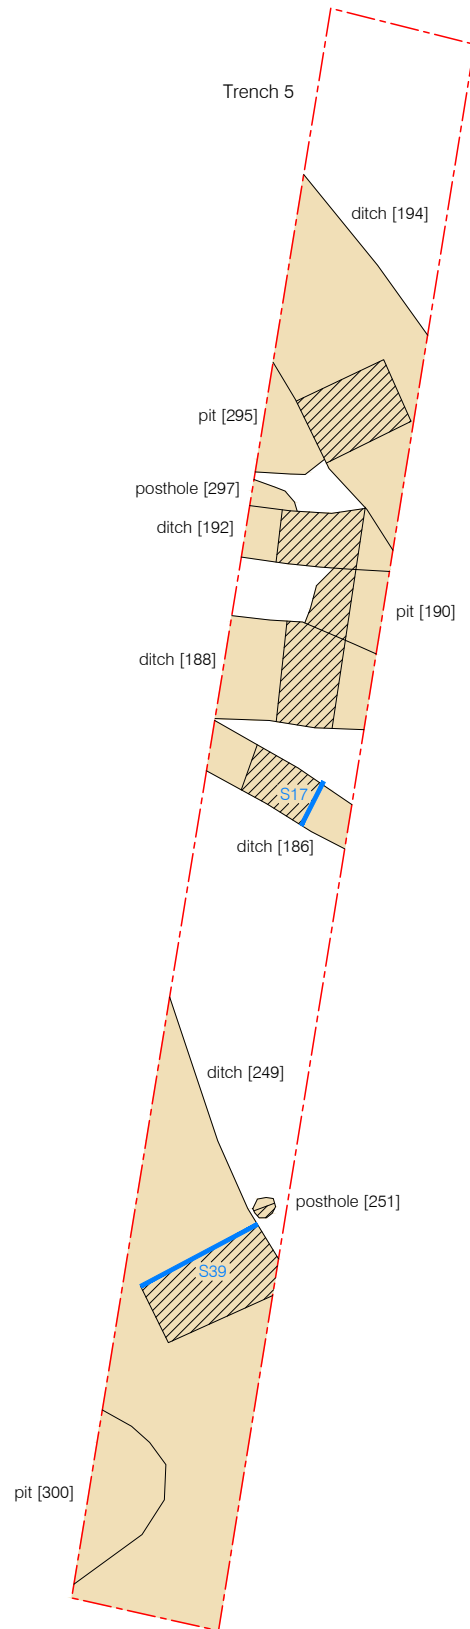 Trench 5
ditch [194]
pit [295]
posthole [297]
ditch [192]
pit [190]
ditch [188]
S17
ditch [186]
ditch [249]
posthole [251]
S39
pit [300]